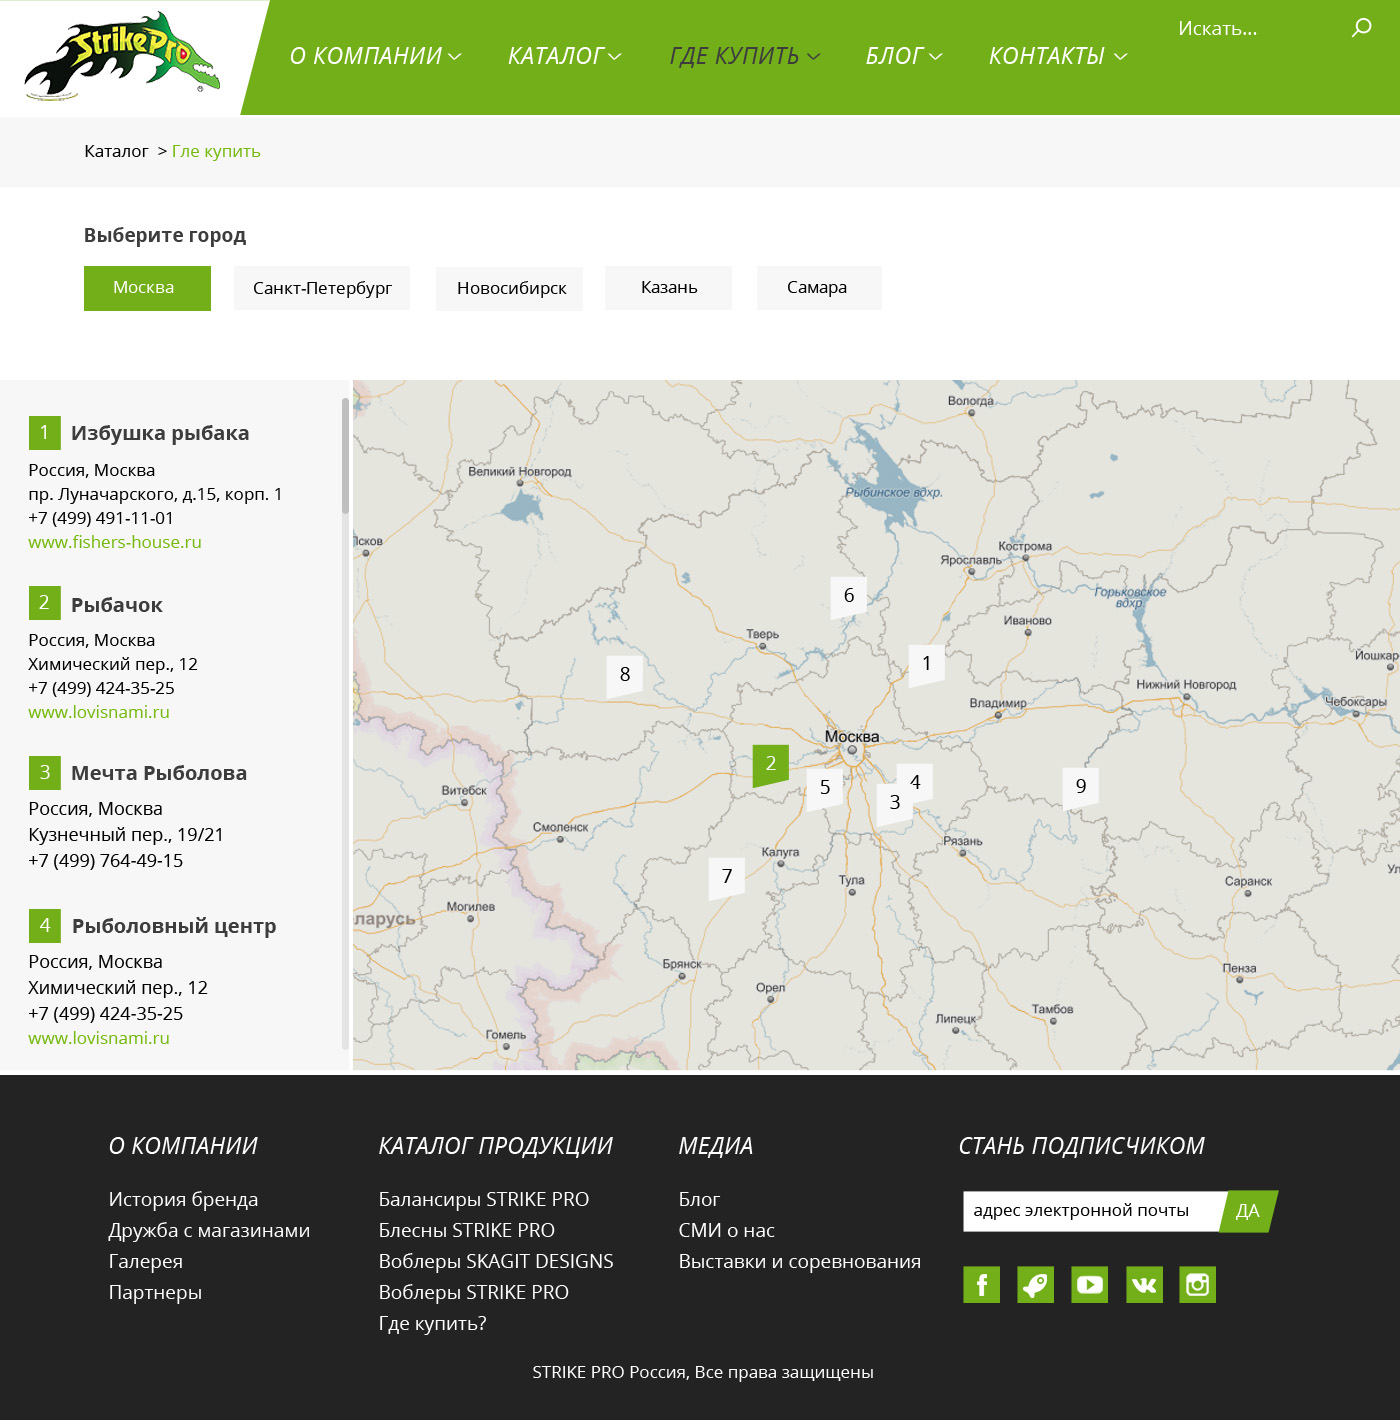 StrikePro
®
О КОМПАНИИ КАТАЛОГ ГДЕ КУПИТЬ БЛОГ КОНТАКТЫ
Искать...
Каталог > Гле купить
Выберите город
Москва Санкт-Петербург Новосибирск Казань Самара
1 Избушка рыбака
Россия, Москва
пр. Луначарского, д.15, корп. 1
+7 (499) 491-11-01
www.fishers-house.ru
2 Рыбачок
Россия, Москва
Химический пер., 12
+7 (499) 424-35-25
www.lovisnami.ru
3 Мечта Рыболова
Россия, Москва
Кузнечный пер., 19/21
+7 (499) 764-49-15
4 Рыболовный центр
Россия, Москва
Химический пер., 12
+7 (499) 424-35-25
www.lovisnami.ru
Вологда
Великий Новгород
Рыбинское вдхр.
Псков
Кострома
Ярославль
6
Горьковское
вдхр.
Иваново
Тверь
1
Йошкар
8
Нижний Новгород
Чебоксары
Владимир
Москва
2
5
4
3
9
Витебск
Смоленск
Рязань
Калуга
7
Тула
Ул
Саранск
Могилев
ларусь
Брянск
Пенза
Орел
Тамбов
Липецк
Гомель
О КОМПАНИИ
История бренда
Дружба с магазинами
Галерея
Партнеры
КАТАЛОГ ПРОДУКЦИИ
Балансиры STRIKE PRO
Блесны STRIKE PRO
Воблеры SKAGIT DESIGNS
Воблеры STRIKE PRO
Где купить?
МЕДИА
Блог
СМИ о нас
Выставки и соревнования
СТАНЬ ПОДПИСЧИКОМ
адрес электронной почты ДА
STRIKE PRO Россия, Все права защищены